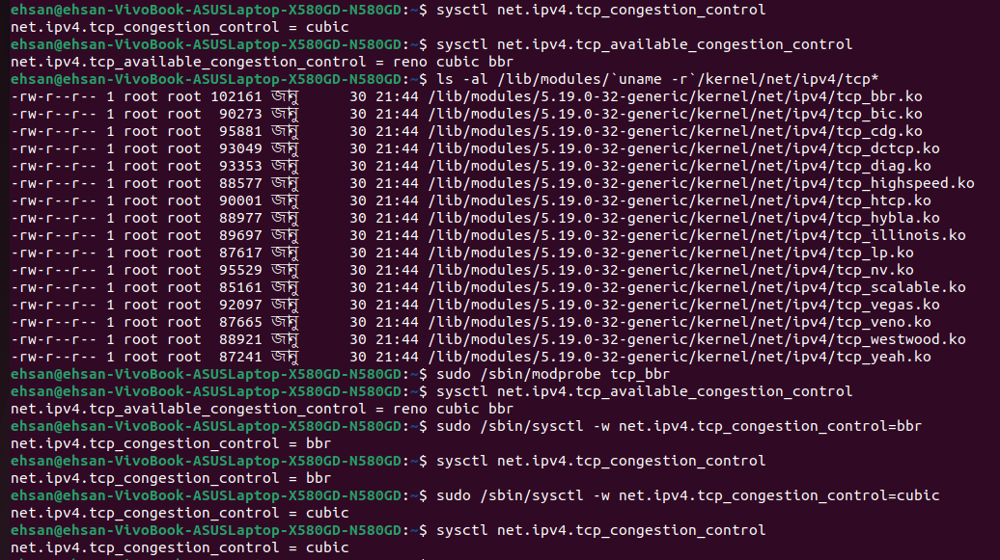 ehsan@ehsan-VivoBook-ASUSLaptop-X580GD-N580GD:~$ sysctl net.ipv4.tcp_congestion_control
net.ipv4.tcp_congestion_control = cubic
ehsan@ehsan-VivoBook-ASUSLaptop-X580GD-N580GD:~$ sysctl net.ipv4.tcp_available_congestion_control
net.ipv4.tcp_available_congestion_control = reno cubic bbr
ehsan@ehsan-VivoBook-ASUSLaptop-X580GD-N580GD:~$ ls -al /lib/modules/`uname -r`/kernel/net/ipv4/tcp*
-rw-r--r-- 1 root root 102161 জানু      30 21:44 /lib/modules/5.19.0-32-generic/kernel/net/ipv4/tcp_bbr.ko
-rw-r--r-- 1 root root  90273 জানু      30 21:44 /lib/modules/5.19.0-32-generic/kernel/net/ipv4/tcp_bic.ko
-rw-r--r-- 1 root root  95881 জানু      30 21:44 /lib/modules/5.19.0-32-generic/kernel/net/ipv4/tcp_cdg.ko
-rw-r--r-- 1 root root  93049 জানু      30 21:44 /lib/modules/5.19.0-32-generic/kernel/net/ipv4/tcp_dctcp.ko
-rw-r--r-- 1 root root  93353 জানু      30 21:44 /lib/modules/5.19.0-32-generic/kernel/net/ipv4/tcp_diag.ko
-rw-r--r-- 1 root root  88577 জানু      30 21:44 /lib/modules/5.19.0-32-generic/kernel/net/ipv4/tcp_highspeed.ko
-rw-r--r-- 1 root root  90001 জানু      30 21:44 /lib/modules/5.19.0-32-generic/kernel/net/ipv4/tcp_htcp.ko
-rw-r--r-- 1 root root  88977 জানু      30 21:44 /lib/modules/5.19.0-32-generic/kernel/net/ipv4/tcp_hybla.ko
-rw-r--r-- 1 root root  89697 জানু      30 21:44 /lib/modules/5.19.0-32-generic/kernel/net/ipv4/tcp_illinois.ko
-rw-r--r-- 1 root root  87617 জানু      30 21:44 /lib/modules/5.19.0-32-generic/kernel/net/ipv4/tcp_lp.ko
-rw-r--r-- 1 root root  95529 জানু      30 21:44 /lib/modules/5.19.0-32-generic/kernel/net/ipv4/tcp_nv.ko
-rw-r--r-- 1 root root  85161 জানু      30 21:44 /lib/modules/5.19.0-32-generic/kernel/net/ipv4/tcp_scalable.ko
-rw-r--r-- 1 root root  92097 জানু      30 21:44 /lib/modules/5.19.0-32-generic/kernel/net/ipv4/tcp_vegas.ko
-rw-r--r-- 1 root root  87665 জানু      30 21:44 /lib/modules/5.19.0-32-generic/kernel/net/ipv4/tcp_veno.ko
-rw-r--r-- 1 root root  88921 জানু      30 21:44 /lib/modules/5.19.0-32-generic/kernel/net/ipv4/tcp_westwood.ko
-rw-r--r-- 1 root root  87241 জানু      30 21:44 /lib/modules/5.19.0-32-generic/kernel/net/ipv4/tcp_yeah.ko
ehsan@ehsan-VivoBook-ASUSLaptop-X580GD-N580GD:~$ sudo /sbin/modprobe tcp_bbr
ehsan@ehsan-VivoBook-ASUSLaptop-X580GD-N580GD:~$ sysctl net.ipv4.tcp_available_congestion_control
net.ipv4.tcp_available_congestion_control = reno cubic bbr
ehsan@ehsan-VivoBook-ASUSLaptop-X580GD-N580GD:~$ sudo /sbin/sysctl -w net.ipv4.tcp_congestion_control=bbr
net.ipv4.tcp_congestion_control = bbr
ehsan@ehsan-VivoBook-ASUSLaptop-X580GD-N580GD:~$ sysctl net.ipv4.tcp_congestion_control
net.ipv4.tcp_congestion_control = bbr
ehsan@ehsan-VivoBook-ASUSLaptop-X580GD-N580GD:~$ sudo /sbin/sysctl -w net.ipv4.tcp_congestion_control=cubic
net.ipv4.tcp_congestion_control = cubic
ehsan@ehsan-VivoBook-ASUSLaptop-X580GD-N580GD:~$ sysctl net.ipv4.tcp_congestion_control
net.ipv4.tcp_congestion_control = cubic